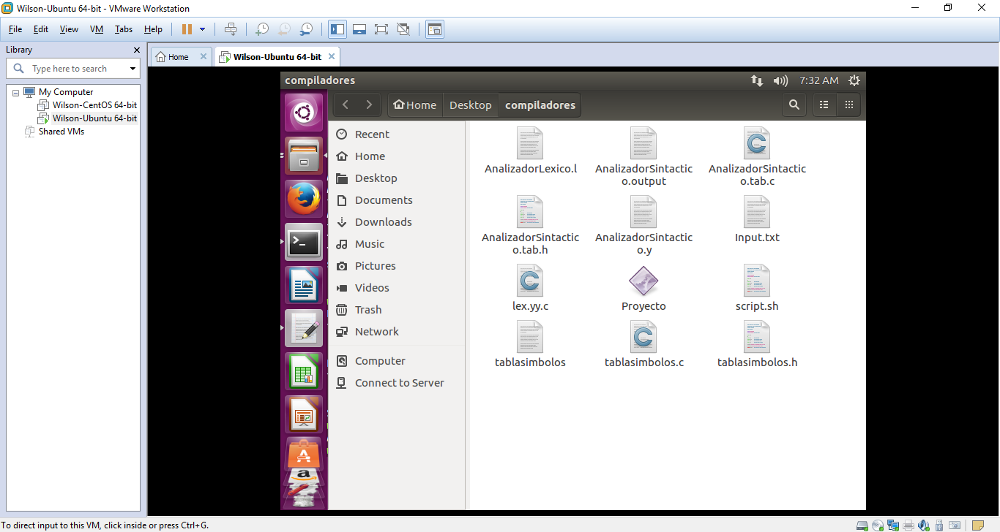 Wilson-Ubuntu 64-bit - VMware Workstation
File Edit View VM Tabs Help
Library
Type here to search
My Computer
Wilson-CentOS 64-bit
Wilson-Ubuntu 64-bit
Shared VMs
Home
Wilson-Ubuntu 64-bit
compiladores
7:32 AM
Home Desktop compiladores
Recent
Home
Desktop
Documents
Downloads
Music
Pictures
Videos
Trash
Network
Computer
Connect to Server
AnalizadorLexico.l
AnalizadorSintactic
o.output
AnalizadorSintactic
o.tab.c
AnalizadorSintactic
o.tab.h
AnalizadorSintactic
o.y
Input.txt
lex.yy.c
Proyecto
script.sh
tablasimbolos
tablasimbolos.c
tablasimbolos.h
To direct input to this VM, click inside or press Ctrl+G.